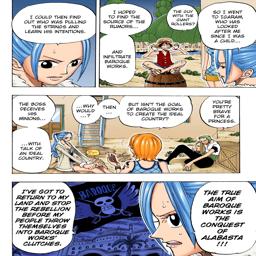 SO I WENT
TO IGARAM,
WHO HAS
LOOKED
AFTER ME
SINCE I WAS
A CHILD...
THE GUY
WITH THE
GIANT
ROLLERS?
I HOPED
TO FIND
THE SOURCE
OF THE
RUMORS...
AND
INFILTRATE
BAROQUE
WORKS.
I COULD THEN FIND
OUT WHO WAS PULLING
THE STRINGS AND
LEARN HIS INTENTIONS.
YOU'RE
PRETTY
BRAVE
FOR A
PRINCESS.
BUT ISN'T THE GOAL
OF BAROQUE WORKS
TO CREATE THE IDEAL
COUNTRY?
THEN
...
...WHY
WOULD
...?
THE BOSS
DECEIVES
HIS
MINIONS...
...WITH
TALK OF
AN IDEAL
COUNTRY.
THE TRUE
AIM OF
BAROQUE
WORKS IS
THE
CONQUEST
OF
ALABASTA
!!!
BAROQUE
I'VE GOT TO
RETURN TO
MY LAND AND
STOP THE
REBELLION
BEFORE MY
PEOPLE THROW
THEMSELVES
INTO BAROQUE
WORKS'
CLUTCHES.